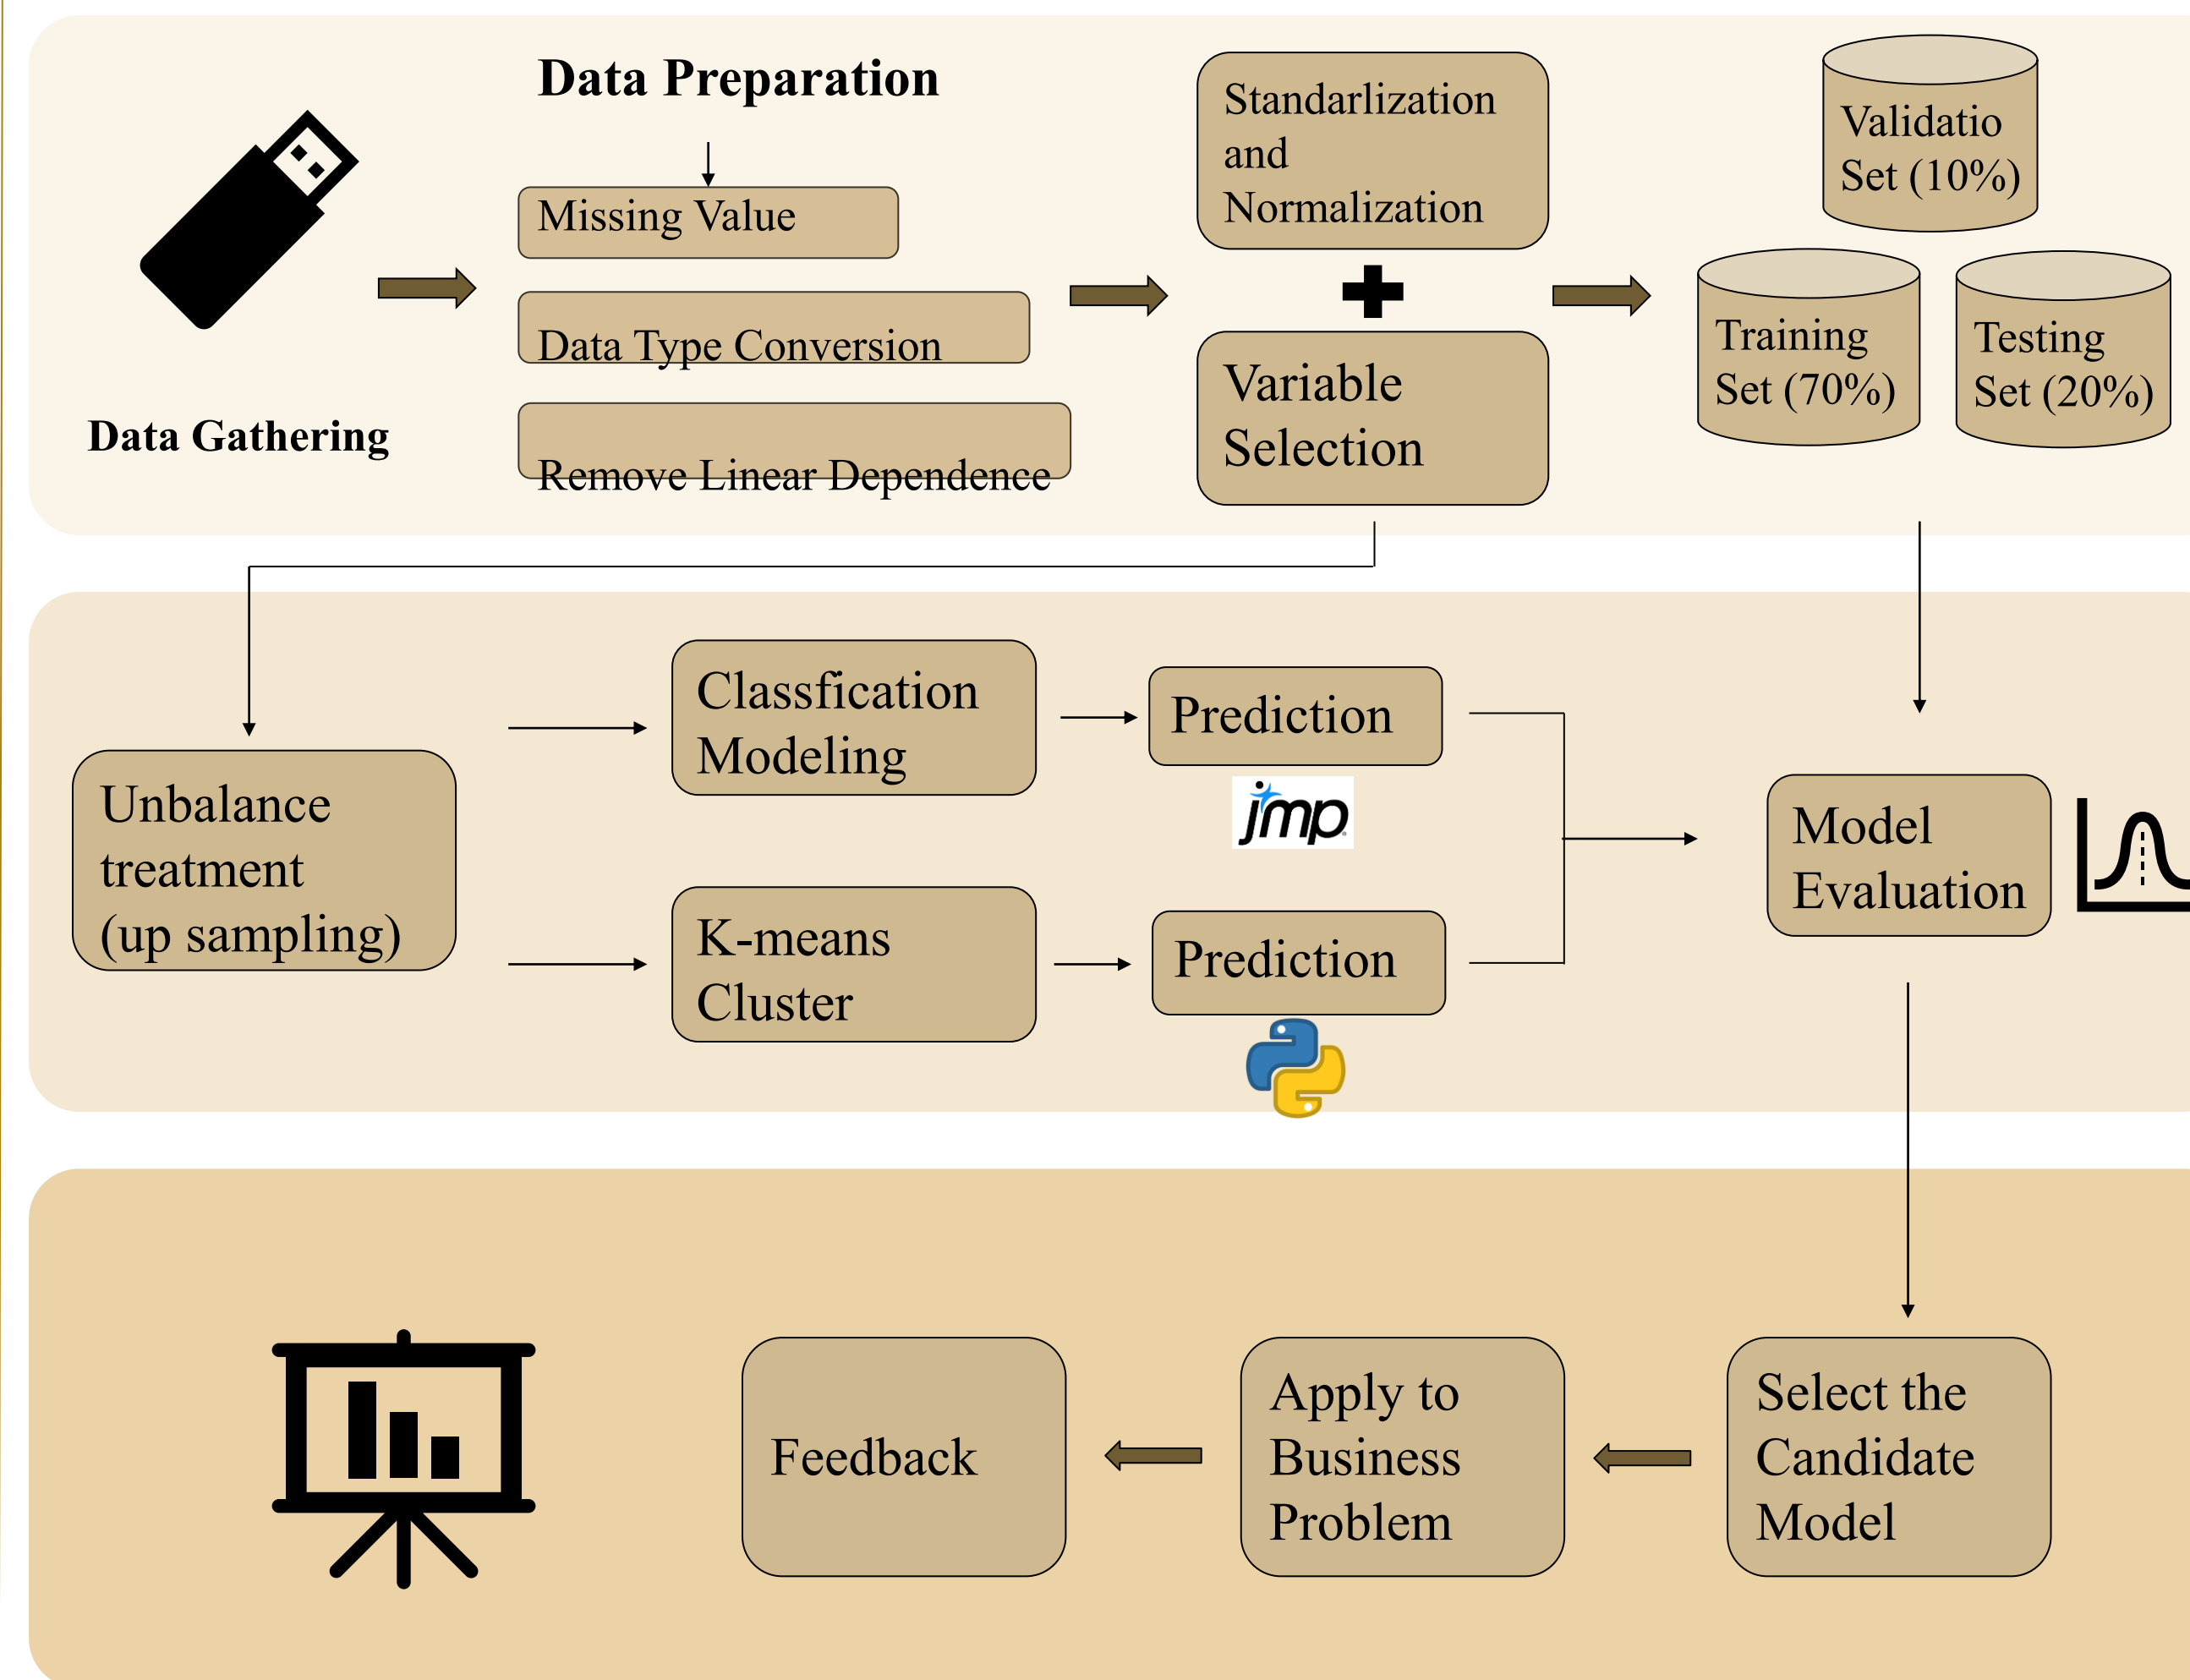 Data Preparation
Missing Value
Data Type Conversion
Remove Linear Dependence
Data Gathering
Standarlization
and
Normalization
Variable
Selection
Validatio
Set (10%)
Training
Set (70%)
Testing
Set (20%)
Unbalance
treatment
(up sampling)
Classfication
Modeling
Prediction
jmp
K-means
Cluster
Prediction
Model
Evaluation
Select the
Candidate
Model
Apply to
Business
Problem
Feedback